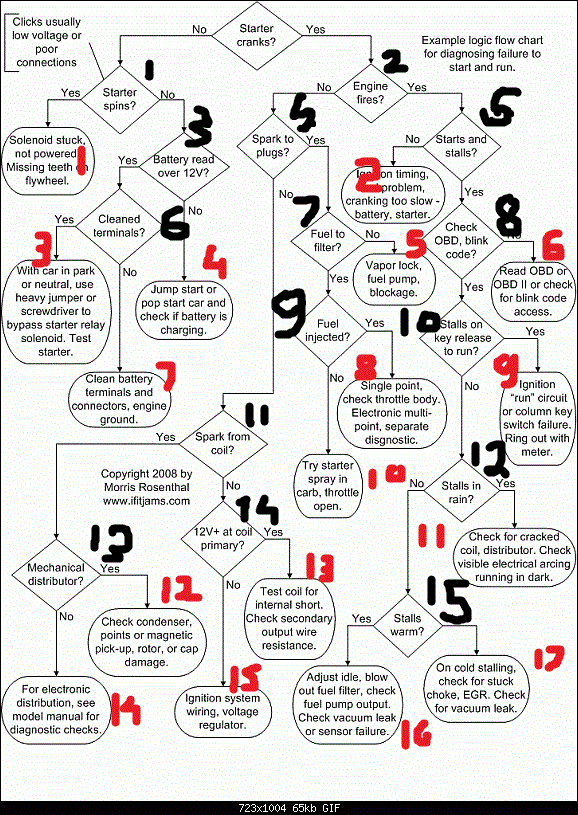 Clicks usually
low voltage or
poor
connections
No
Starter
cranks?
Yes
Example logic flow chart
for diagnosing failure to
start and run.
1
Yes
Starter
spins?
No
2
No
Engine
fires?
Yes
Solenoid stuck,
not powered
Missing teeth
flywheel.
1
3
Yes
Battery read
over 12V?
No
Spark to
plugs?
Yes
No
5
No
Starts and
stalls?
Yes
2
timing,
cranking too slow -
battery, starter.
Yes
Cleaned
terminals?
No
6
3
With car in park
or neutral, use
heavy jumper or
screwdriver to
bypass starter relay
solenoid. Test
starter.
4
Jump start or
pop start car and
check if battery is
charging.
7
Fuel to
filter?
No
Yes
5
Vapor lock,
fuel pump,
blockage.
8
Check
OBD, blink
code?
Yes
6
Read OBD or
OBD II or check
for blink code
access.
7
Clean battery
terminals and
connectors, engine
ground.
9
Fuel
injected?
Yes
No
8
Single point,
check throttle body.
Electronic multi-
point, separate
diagnostic.
10
Stalls on
key release
to run?
Yes
No
9
Ignition
"run" circuit
or column key
switch failure.
Ring out with
meter.
Yes
Spark from
coil?
No
11
Try starter
spray in
carb, throttle
open.
10
12
No
Stalls in
rain?
Yes
11
Check for cracked
coil, distributor. Check
visible electrical arcing
running in dark.
Copyright 2008 by
Morris Rosenthal
www.ifitjams.com
14
12V+ at coil
primary?
Yes
No
13
Test coil for
internal short.
Check secondary
output wire
resistance.
13
Mechanical
distributor?
Yes
No
12
Check condenser,
points or magnetic
pick-up, rotor, or cap
damage.
15
Yes
Stalls
warm?
No
14
For electronic
distribution, see
model manual for
diagnostic checks.
15
Ignition system
wiring, voltage
regulator.
16
Adjust idle, blow
out fuel filter, check
fuel pump output.
Check vacuum leak
or sensor failure.
17
On cold stalling,
check for stuck
choke, EGR. Check
for vacuum leak.
723x1004 65kb GIF